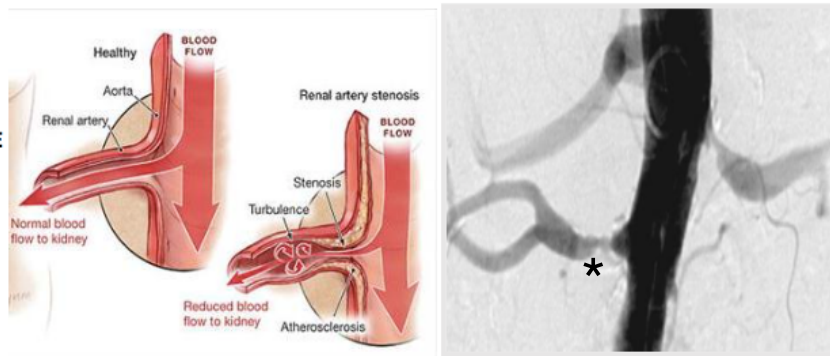 BLOOD
FLOW
Healthy
Aorta
Renal artery
Normal blood
flow to kidney
Renal artery stenosis
BLOOD
FLOW
Stenosis
Turbulence
Reduced blood
flow to kidney
Atherosclerosis
*